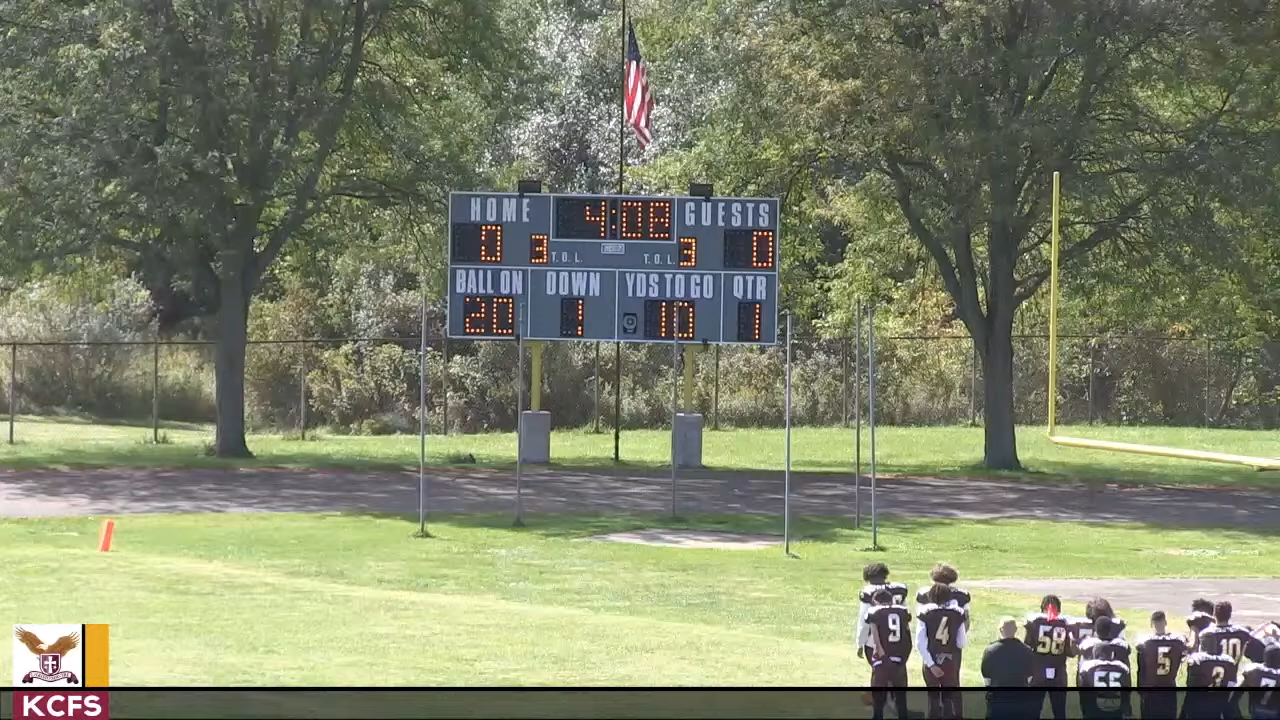 HOME 4:08 GUESTS
0 3 T.O.L. T.O.L. 3 0
BALL ON DOWN YDS TO GO QTR
20 1 10 1
9 4 58 5 10
55 3
KCFS